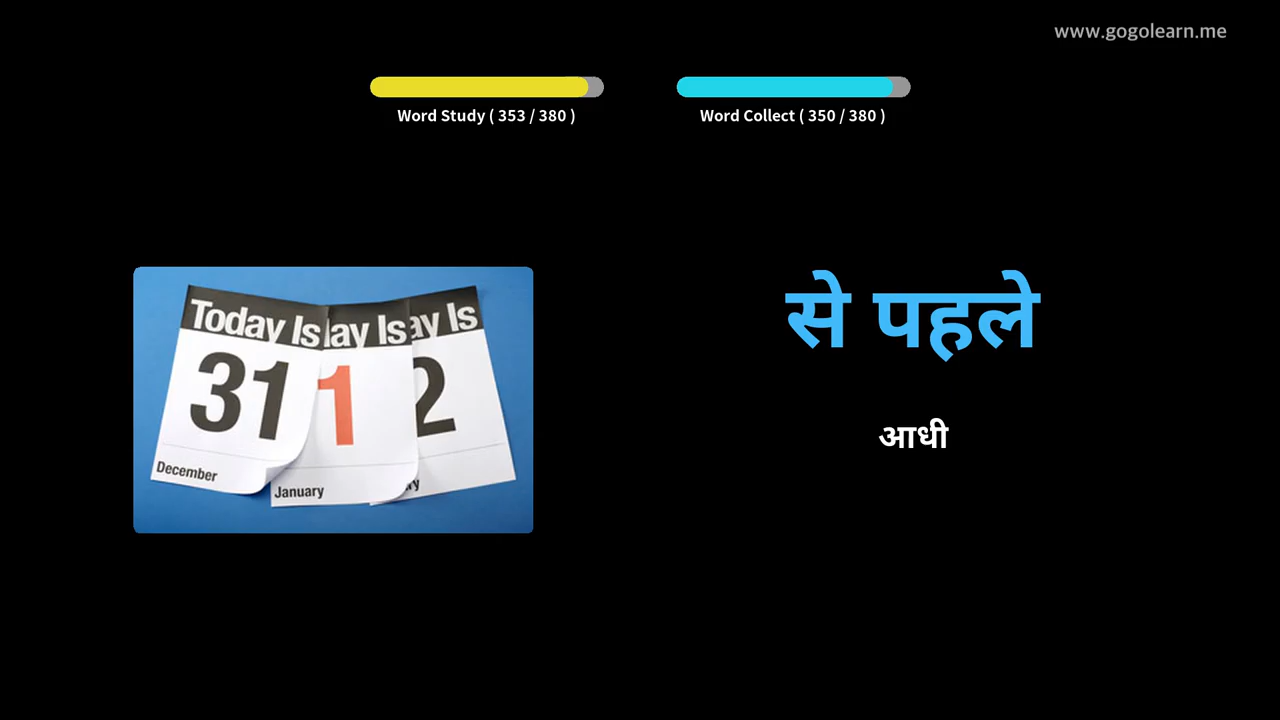 www.gogolearn.me
Word Study ( 353 / 380 )
Word Collect ( 350 / 380 )
से पहले
आधी
Today Is
ay Is
ay Is
31
1
2
December
January
ry